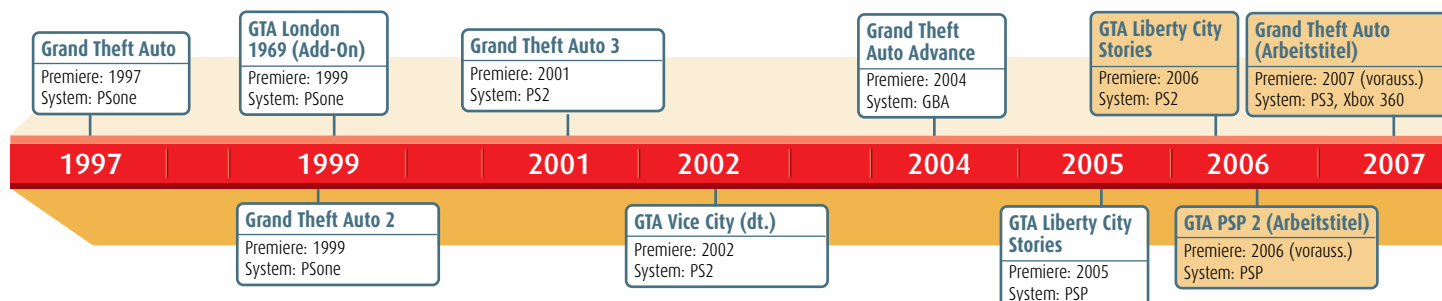 Grand Theft Auto
Premiere: 1997
System: PSone
GTA London
1969 (Add-On)
Premiere: 1999
System: PSone
Grand Theft Auto 3
Premiere: 2001
System: PS2
Grand Theft
Auto Advance
Premiere: 2004
System: GBA
GTA Liberty City
Stories
Premiere: 2006
System: PS2
Grand Theft Auto
(Arbeitstitel)
Premiere: 2007 (vorauss.)
System: PS3, Xbox 360
1997
1999
2001
2002
2004
2005
2006
2007
Grand Theft Auto 2
Premiere: 1999
System: PSone
GTA Vice City (dt.)
Premiere: 2002
System: PS2
GTA Liberty City
Stories
Premiere: 2005
System: PSP
GTA PSP 2 (Arbeitstitel)
Premiere: 2006 (vorauss.)
System: PSP